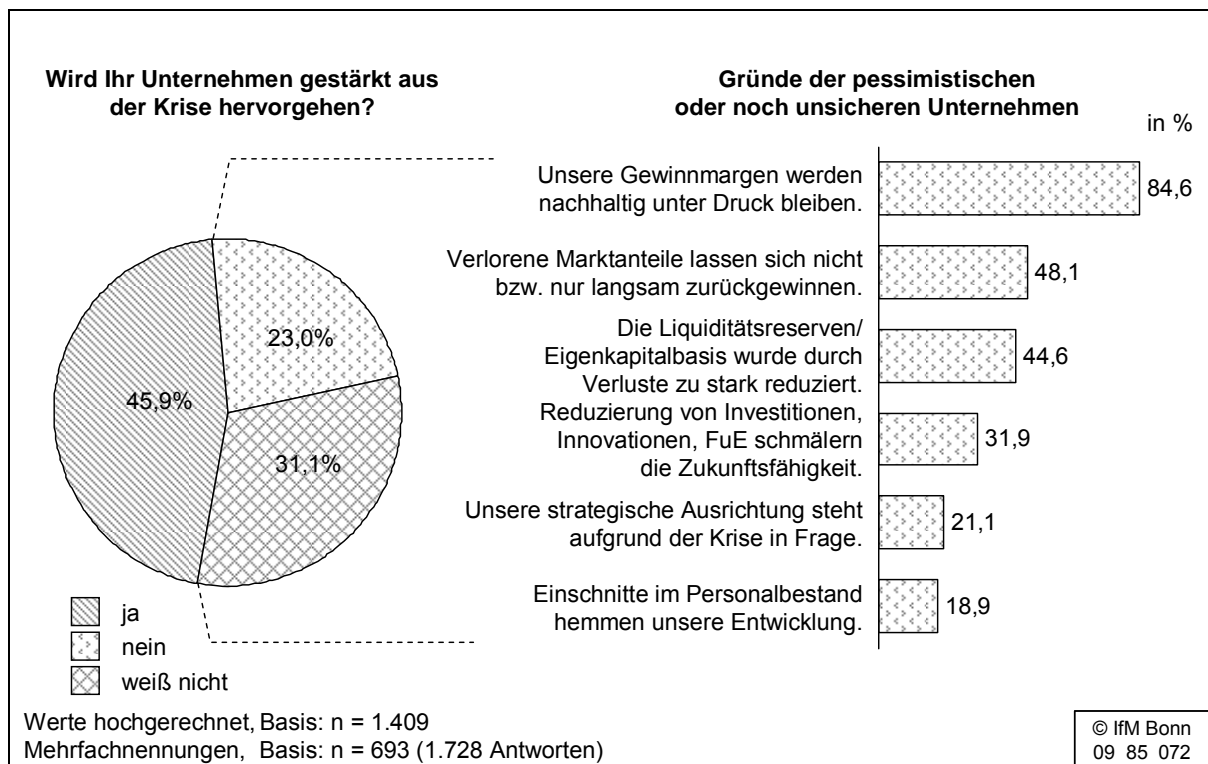 Wird Ihr Unternehmen gestärkt aus
der Krise hervorgehen?
23,0%
45,9%
31,1%
ja
nein
weiß nicht
Gründe der pessimistischen
oder noch unsicheren Unternehmen
in %
Unsere Gewinnmargen werden
nachhaltig unter Druck bleiben.
84,6
Verlorene Marktanteile lassen sich nicht
bzw. nur langsam zurückgewinnen.
48,1
Die Liquiditätsreserven/
Eigenkapitalbasis wurde durch
Verluste zu stark reduziert.
44,6
Reduzierung von Investitionen,
Innovationen, FuE schmälern
die Zukunftsfähigkeit.
31,9
Unsere strategische Ausrichtung steht
aufgrund der Krise in Frage.
21,1
Einschnitte im Personalbestand
hemmen unsere Entwicklung.
18,9
Werte hochgerechnet, Basis: n = 1.409
Mehrfachnennungen, Basis: n = 693 (1.728 Antworten)
© IfM Bonn
09 85 072